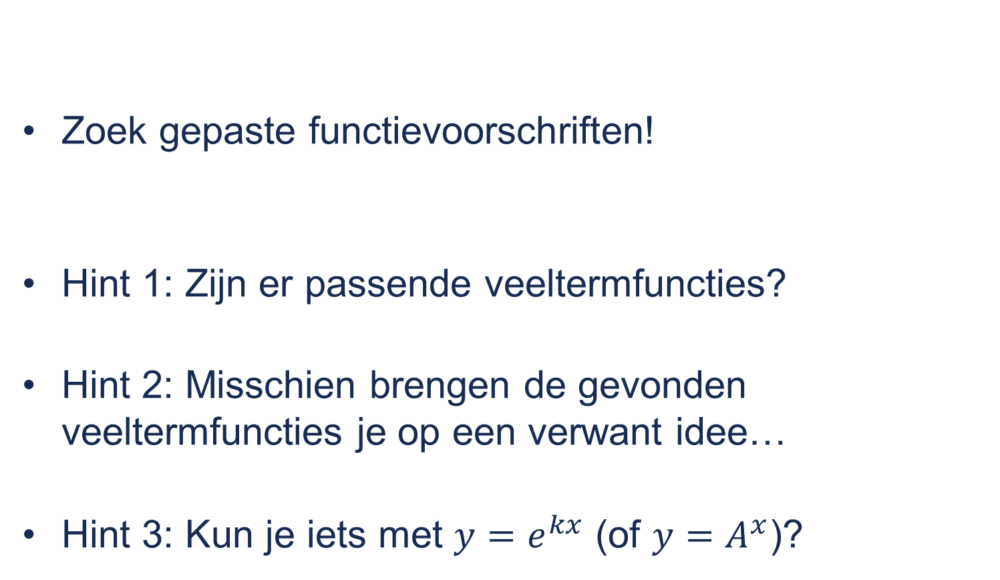 • Zoek gepaste functievoorschriften!
• Hint 1: Zijn er passende veeltermfuncties?
• Hint 2: Misschien brengen de gevonden
veeltermfuncties je op een verwant idee…
• Hint 3: Kun je iets met $y = e^{kx}$ (of $y = A^x$)?